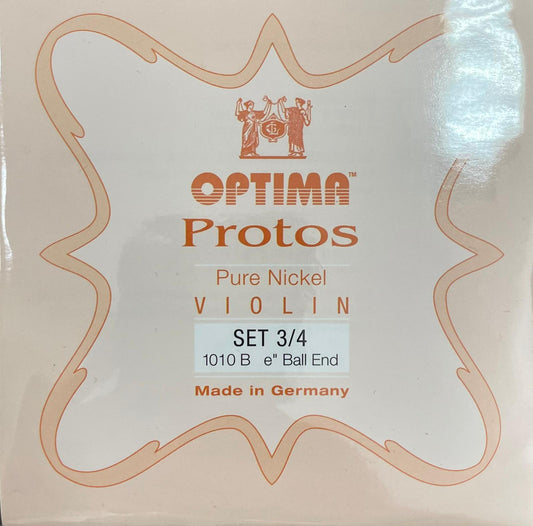 OPTIMA™
Protos
Pure Nickel
VIOLIN
SET 3/4
1010 B e" Ball End
Made in Germany